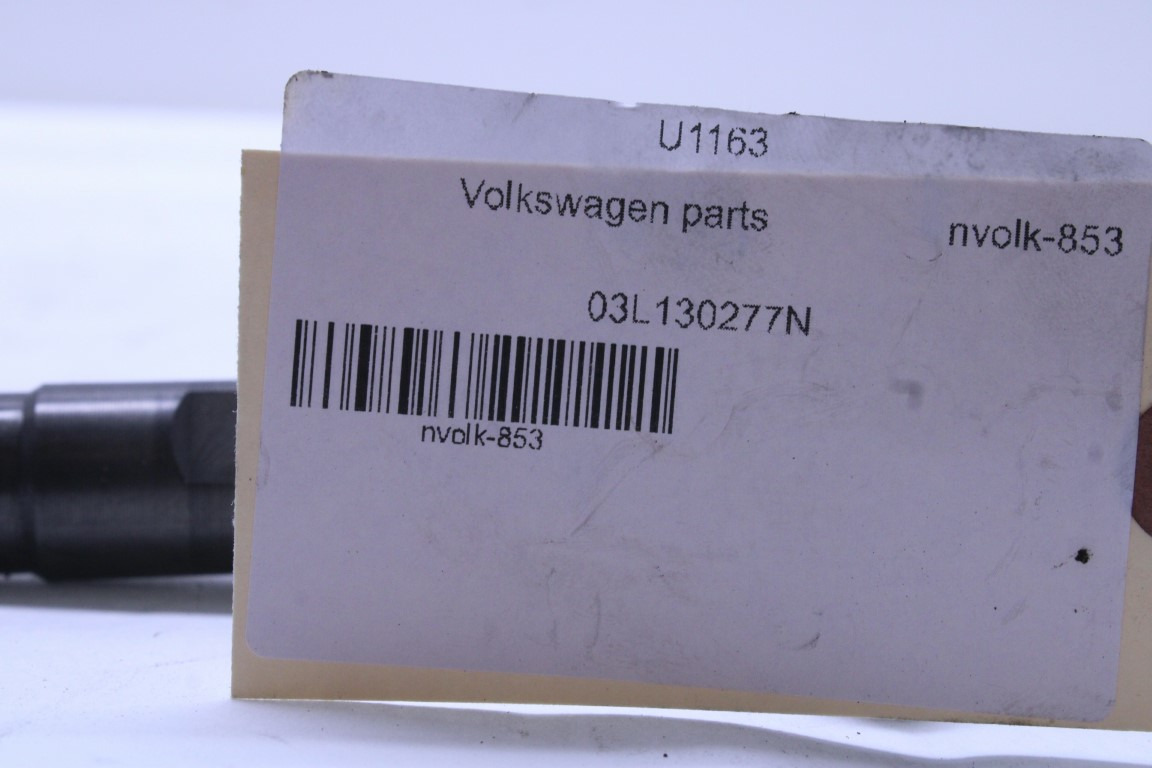 U1163
Volkswagen parts
nvolk-853
03L130277N
nvolk-853